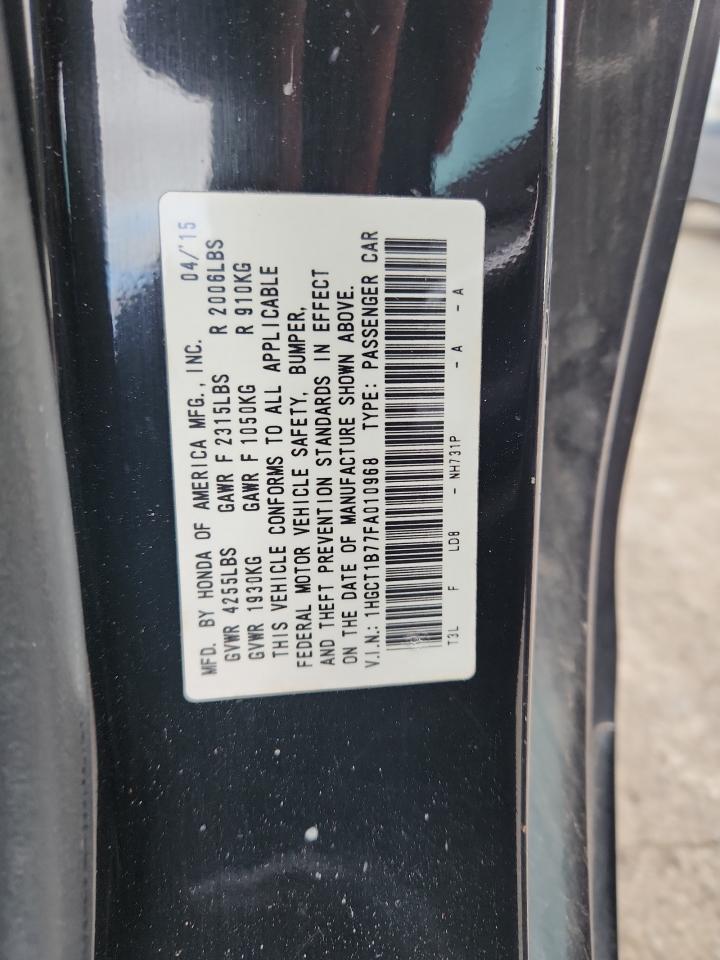 MFD. BY HONDA OF AMERICA MFG., INC. 04/'15
GVWR 4255LBS GAWR F 2315LBS R 2006LBS
GVWR 1930KG GAWR F 1050KG R 910KG
THIS VEHICLE CONFORMS TO ALL APPLICABLE
FEDERAL MOTOR VEHICLE SAFETY, BUMPER,
AND THEFT PREVENTION STANDARDS IN EFFECT
ON THE DATE OF MANUFACTURE SHOWN ABOVE.
V.I.N.: 1HGCT1B77FA010968 TYPE: PASSENGER CAR
T3L F LD8 - NH731P - A - A